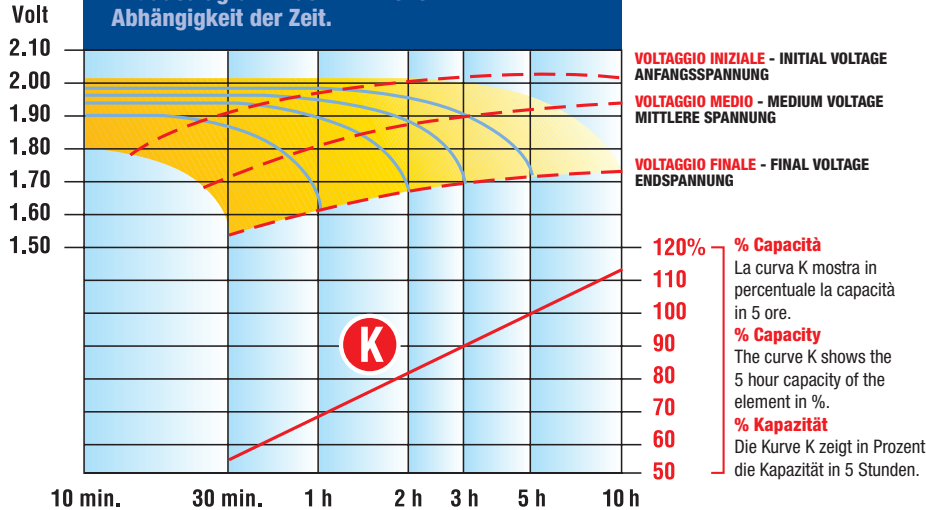 Abhängigkeit der Zeit.
Volt
2.10
2.00
1.90
1.80
1.70
1.60
1.50
VOLTAGGIO INIZIALE - INITIAL VOLTAGE
ANFANGSSPANNUNG
VOLTAGGIO MEDIO - MEDIUM VOLTAGE
MITTLERE SPANNUNG
VOLTAGGIO FINALE - FINAL VOLTAGE
ENDSPANNUNG
120%
110
100
90
80
70
60
50
% Capacità
La curva K mostra in
percentuale la capacità
in 5 ore.
% Capacity
The curve K shows the
5 hour capacity of the
element in %.
% Kapazität
Die Kurve K zeigt in Prozent
die Kapazität in 5 Stunden.
K
10 min.
30 min.
1 h
2 h
3 h
5 h
10 h